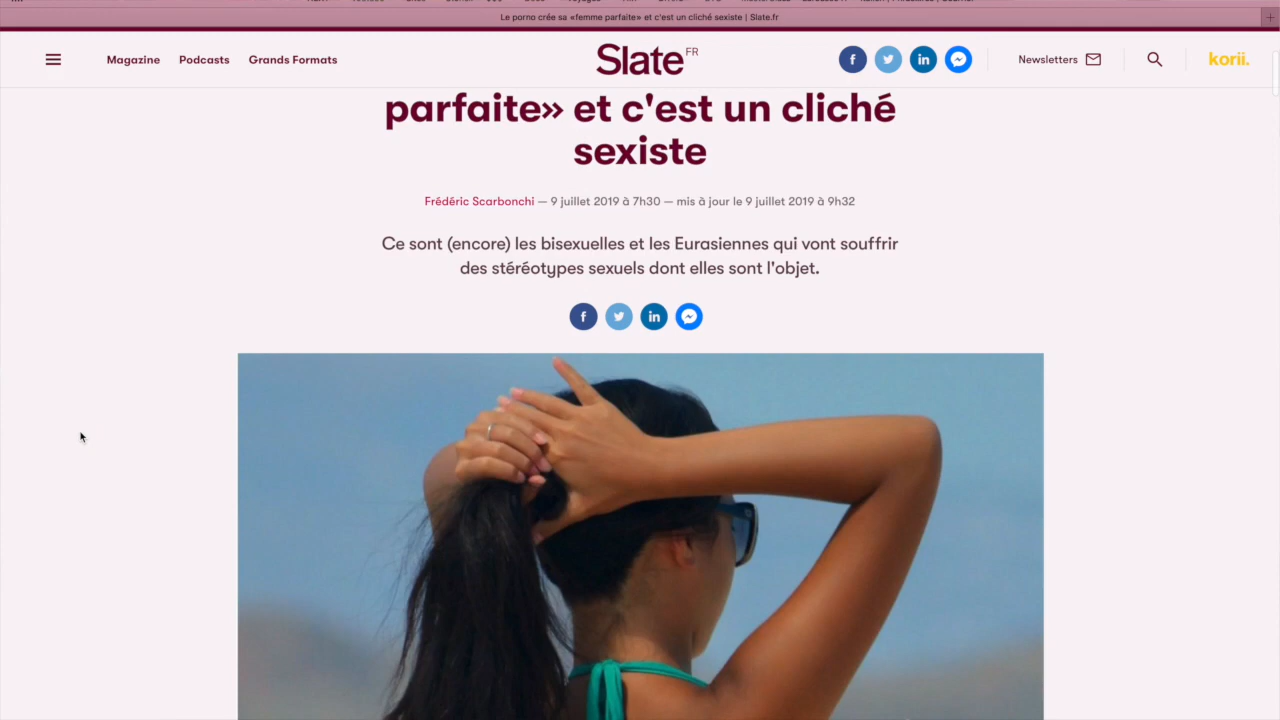 Le porno crée sa «femme parfaite» et c'est un cliché sexiste | Slate.fr
Magazine Podcasts Grands Formats Slate FR Newsletters korii.
parfaite» et c'est un cliché
sexiste
Frédéric Scarbonchi — 9 juillet 2019 à 7h30 — mis à jour le 9 juillet 2019 à 9h32
Ce sont (encore) les bisexuelles et les Eurasiennes qui vont souffrir
des stéréotypes sexuels dont elles sont l'objet.